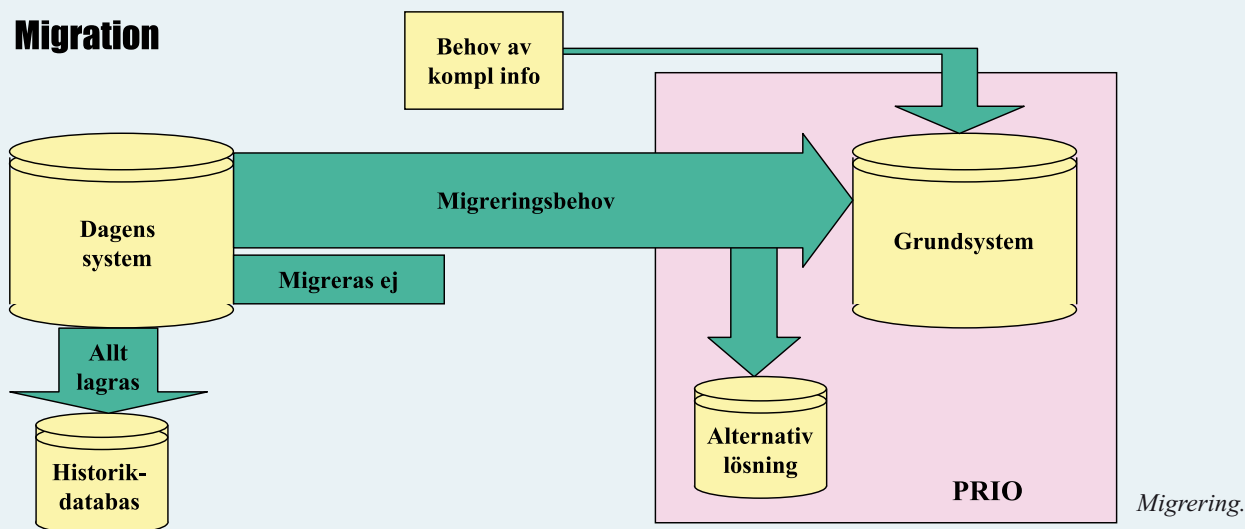 Migration
Behov av
kompl info
Migreringsbehov
Dagens
system
Grundsystem
Migreras ej
Allt
lagras
Alternativ
lösning
Historik-
databas
PRIO
Migrering.